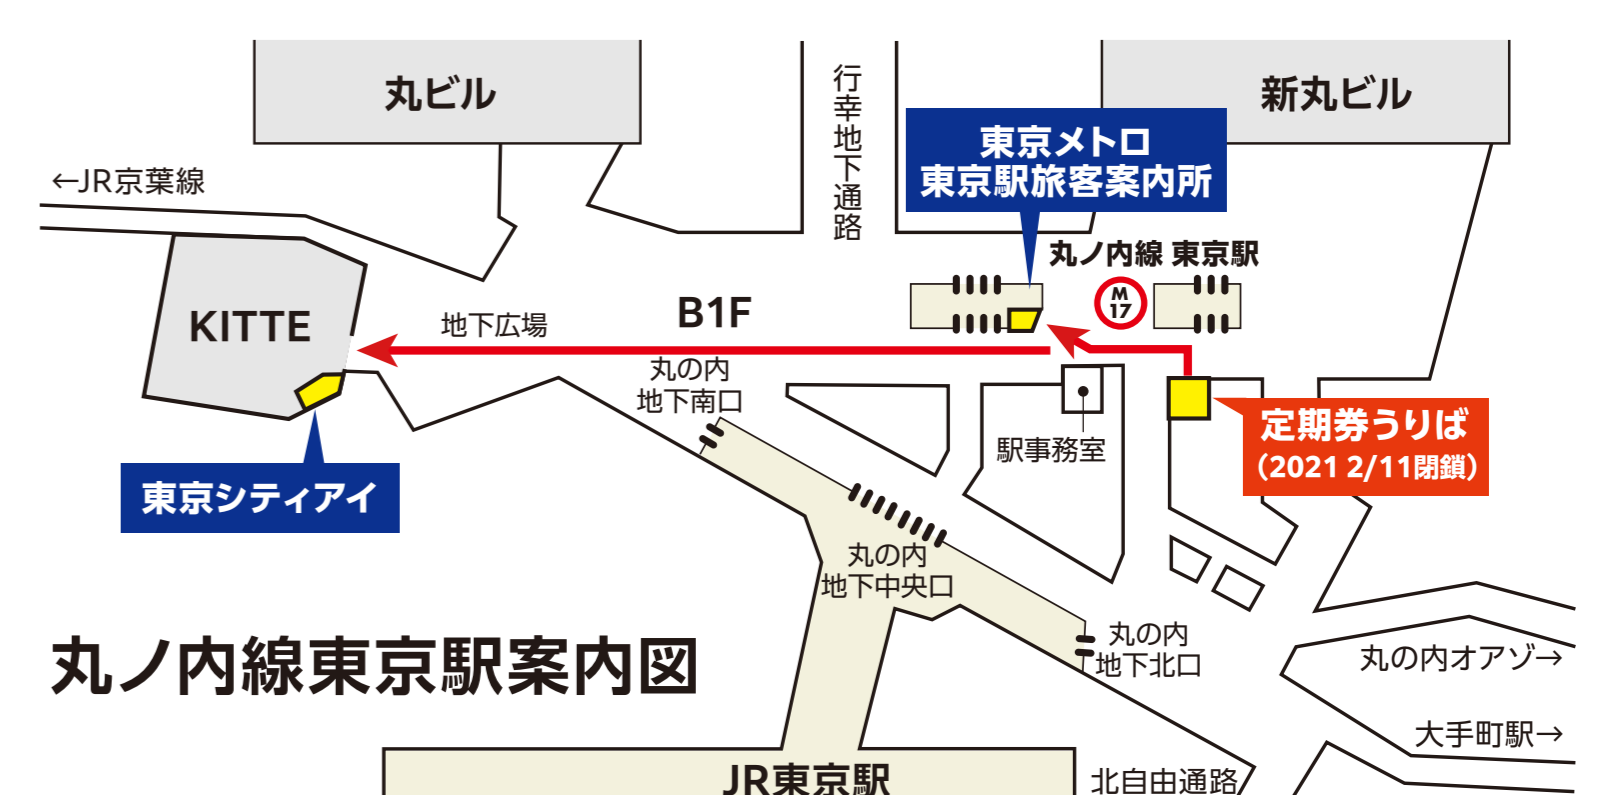 丸ビル
行幸地下通路
新丸ビル
東京メトロ
東京駅旅客案内所
←JR京葉線
丸ノ内線 東京駅
M
17
KITTE
地下広場
B1F
丸の内
地下南口
駅事務室
定期券うりば
（2021 2/11閉鎖）
東京シティアイ
丸の内
地下中央口
丸の内
地下北口
丸ノ内線東京駅案内図
丸の内オアゾ→
大手町駅→
JR東京駅
北自由通路